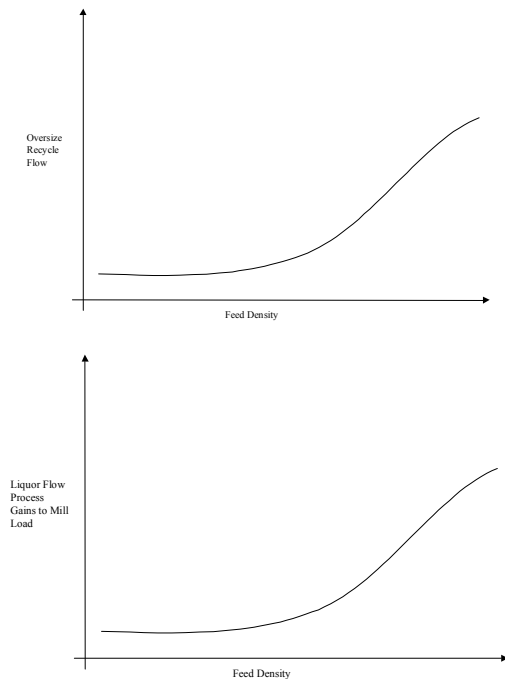 Oversize
Recycle
Flow
Feed Density
Liquor Flow
Process
Gains to Mill
Load
Feed Density